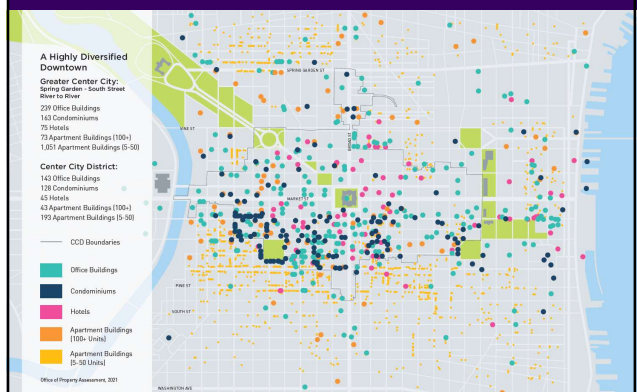 A Highly Diversified
Downtown
Greater Center City:
Spring Garden - South Street
River to River
239 Office Buildings
163 Condominiums
75 Hotels
73 Apartment Buildings (100+)
1,051 Apartment Buildings (5-50)
Center City District:
143 Office Buildings
128 Condominiums
65 Hotels
43 Apartment Buildings (100+)
193 Apartment Buildings (5-50)
CCD Boundaries
Office Buildings
Condominiums
Hotels
Apartment Buildings
(100+ Units)
Apartment Buildings
(5-50 Units)
Office of Property Assessment, 2021
SPRING GARDEN ST
VINE ST
BROAD ST
MARKET ST
PINE ST
SOUTH ST
WASHINGTON AVE